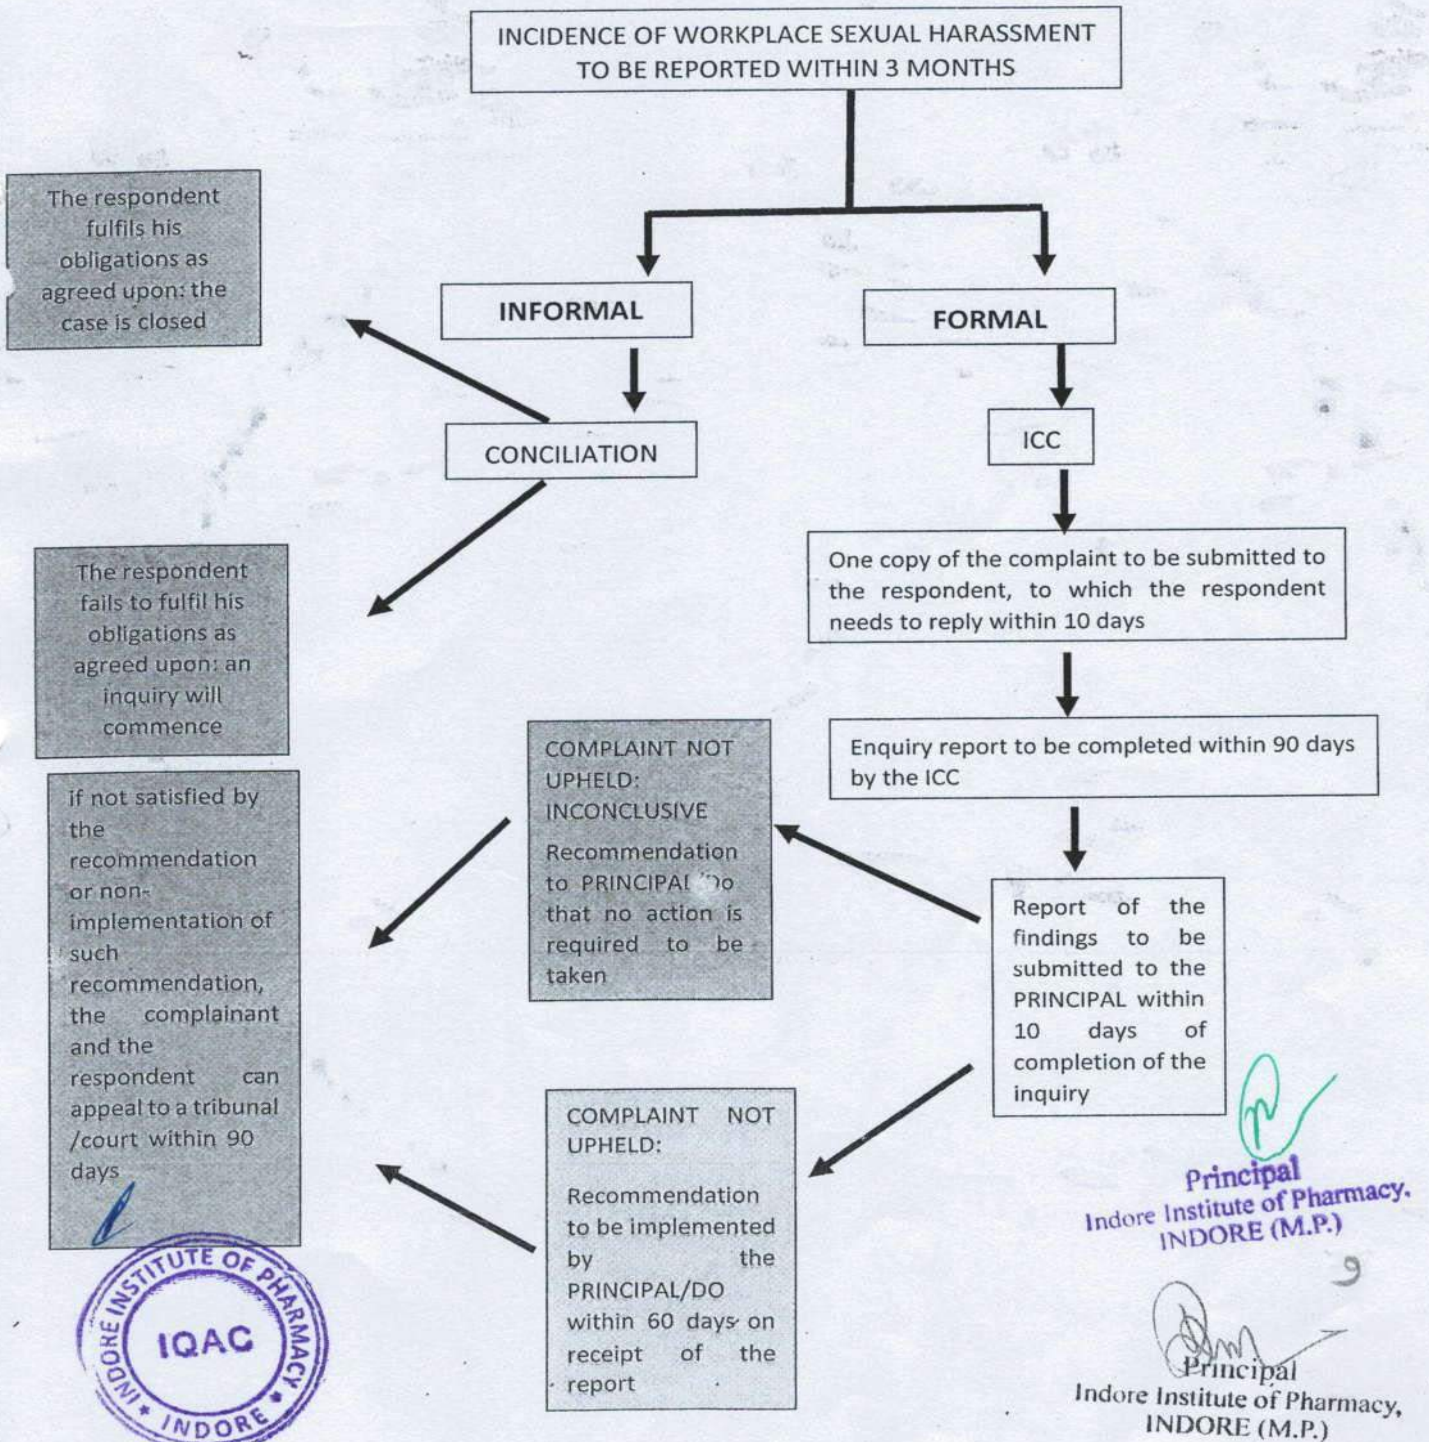 INCIDENCE OF WORKPLACE SEXUAL HARASSMENT
TO BE REPORTED WITHIN 3 MONTHS
The respondent
fulfils his
obligations as
agreed upon: the
case is closed
INFORMAL
FORMAL
CONCILIATION
ICC
The respondent
fails to fulfil his
obligations as
agreed upon: an
inquiry will
commence
One copy of the complaint to be submitted to
the respondent, to which the respondent
needs to reply within 10 days
Enquiry report to be completed within 90 days
by the ICC
COMPLAINT NOT
UPHELD:
INCONCLUSIVE
Recommendation
to PRINCIPAL
that no action is
required to be
taken
if not satisfied by
the
recommendation
or non-
implementation of
such
recommendation,
the complainant
and the
respondent can
appeal to a tribunal
/court within 90
days
Report of the
findings to be
submitted to the
PRINCIPAL within
10 days of
completion of the
inquiry
COMPLAINT NOT
UPHELD:
Recommendation
to be implemented
by the
PRINCIPAL/DO
within 60 days on
receipt of the
report
Principal
Indore Institute of Pharmacy.
INDORE (M.P.)
9
Principal
Indore Institute of Pharmacy,
INDORE (M.P.)
INDORE INSTITUTE OF PHARMACY
IQAC
* INDORE *